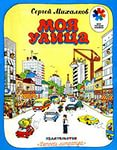 Сергей Михалков
МОЯ
УЛИЦА
ИЗДАТЕЛЬСТВО
«Детская литература»